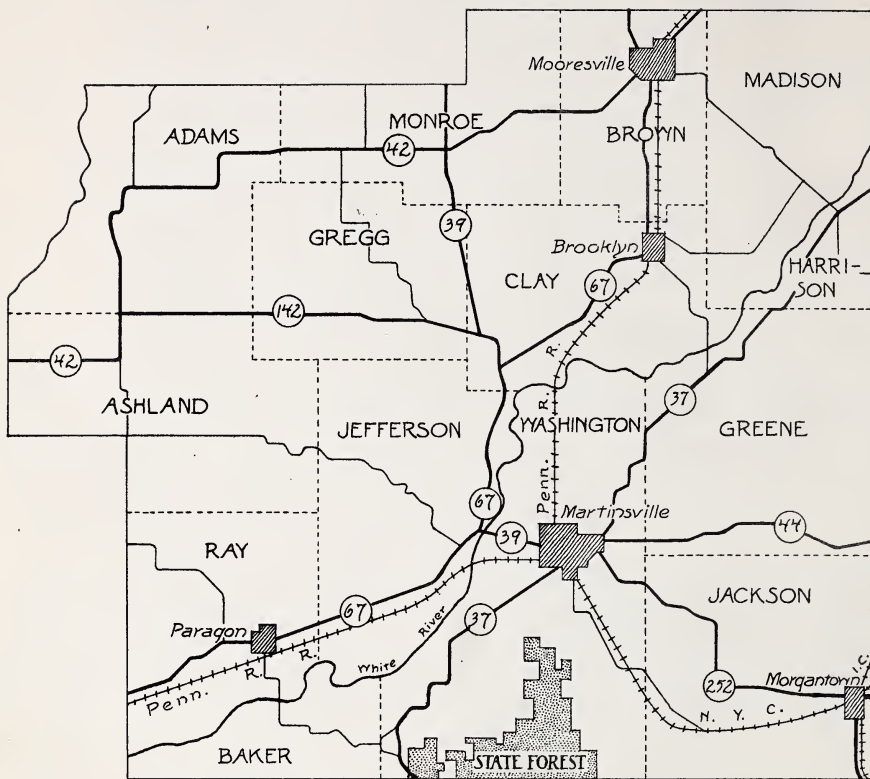 Mooresville
MADISON
ADAMS
MONROE
BROWN
42
39
GREGG
Brooklyn
CLAY
67
HARRI-
SON
142
R.
42
R.
37
ASHLAND
JEFFERSON
WASHINGTON
GREENE
Penn.
67
Martinsville
44
39
RAY
JACKSON
67
Paragon
37
River
R.
White
R.
Penn.
252
Morgantown
I.C.
N. Y. C.
BAKER
STATE FOREST